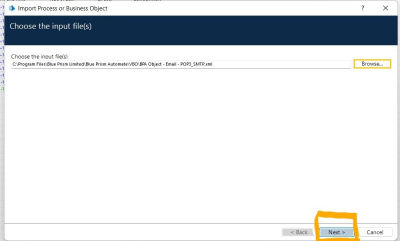 Import Process or Business Object
Choose the input file(s)
Choose the input file(s)
C:\Program Files\Blue Prism Limited\Blue Prism Automate\VBO\BPA Object - Email - POP3_SMTP.xml
Browse...
< Back
Next >
Cancel